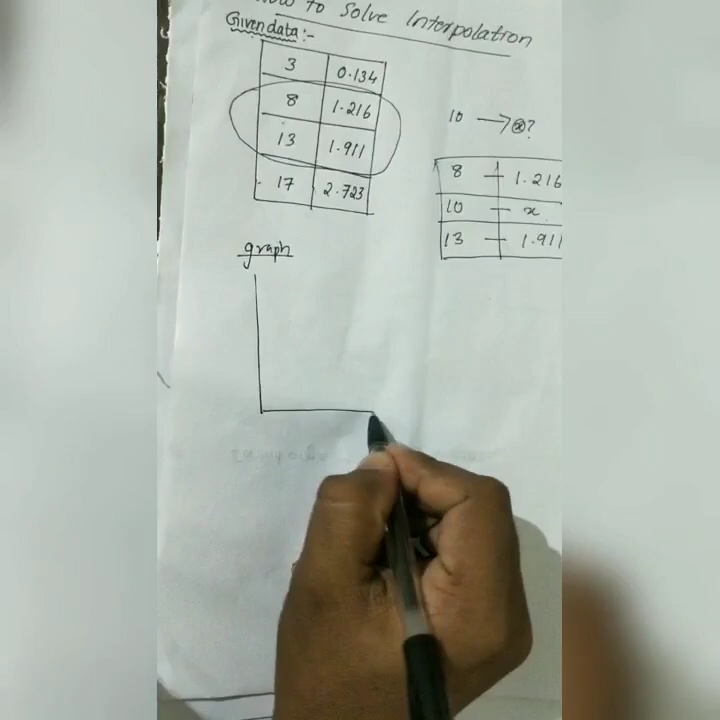 to Solve Interpolation
Given data:-
3 0.134
8 1.216
13 1.911
17 2.723
10 → x?
8 1.216
10 x
13 1.911
graph